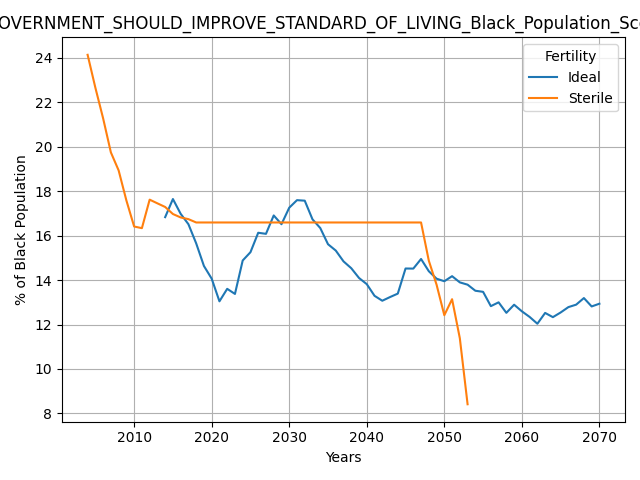 OVERNMENT_SHOULD_IMPROVE_STANDARD_OF_LIVING_Black_Population_Sc
Fertility
Ideal
Sterile
% of Black Population
24
22
20
18
16
14
12
10
8
2010 2020 2030 2040 2050 2060 2070
Years